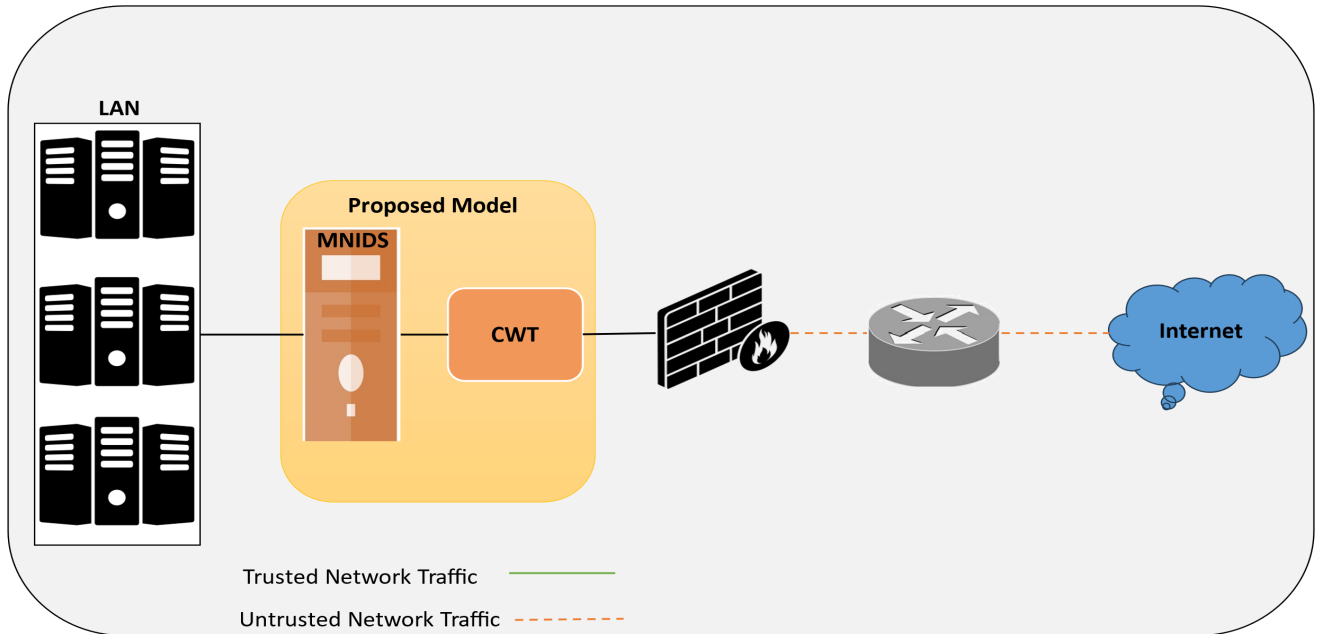 LAN
Proposed Model
MNIDS
CWT
Internet
Trusted Network Traffic
Untrusted Network Traffic